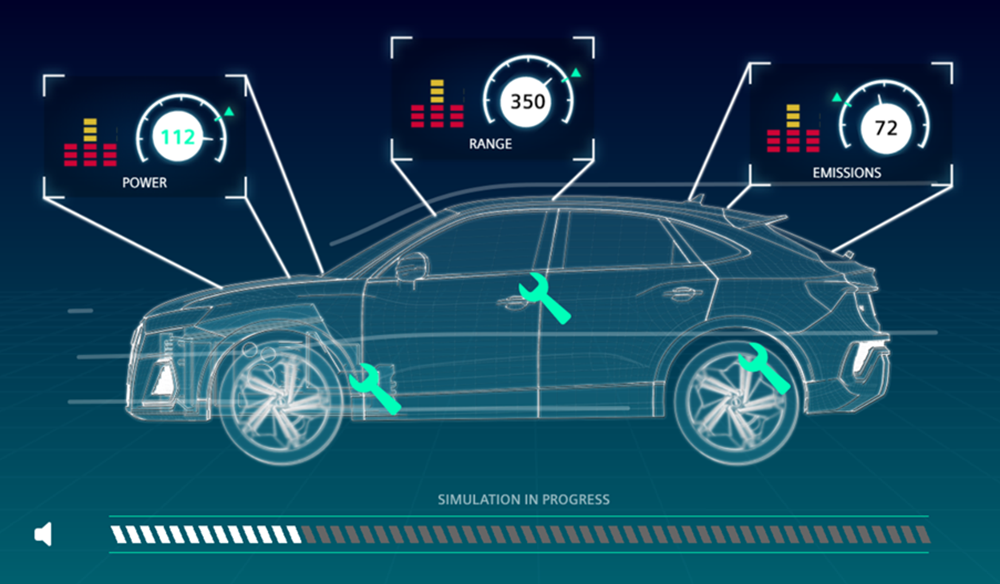 350
RANGE
72
EMISSIONS
112
POWER
SIMULATION IN PROGRESS